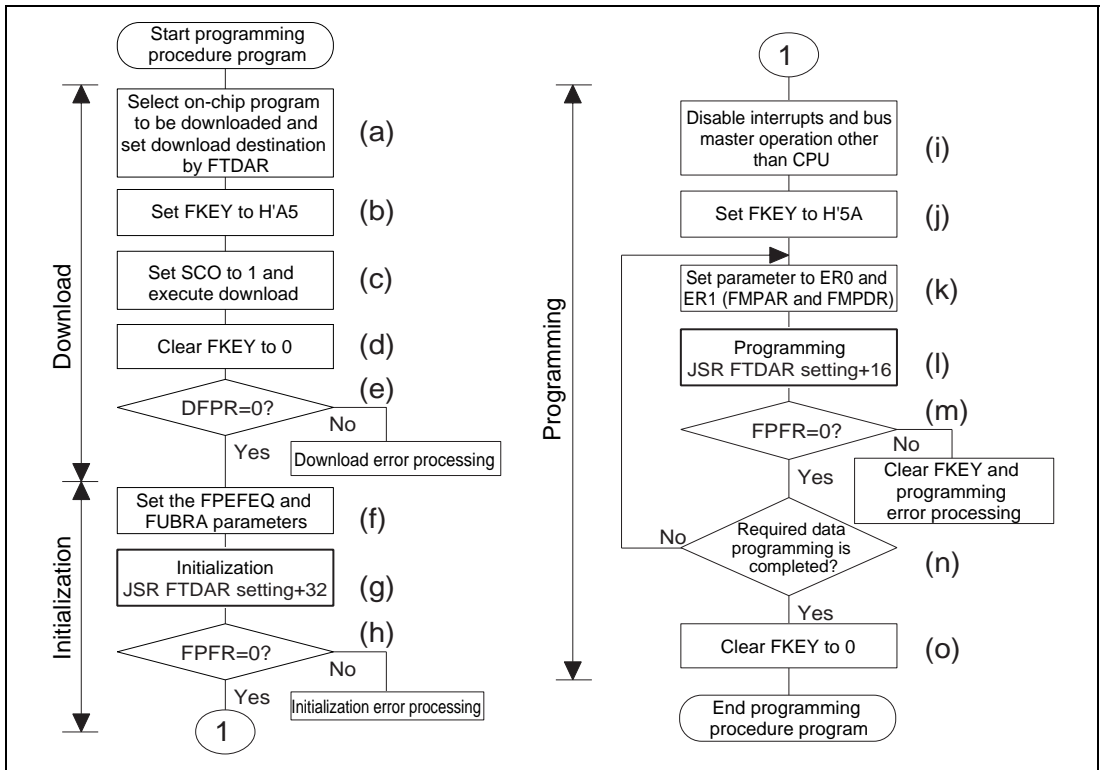 Start programming
procedure program
Download
Select on-chip program
to be downloaded and
set download destination
by FTDAR
(a)
Set FKEY to H'A5
(b)
Set SCO to 1 and
execute download
(c)
Clear FKEY to 0
(d)
DFPR=0?
(e)
No
Yes
Download error processing
Initialization
Set the FPEFEQ and
FUBRA parameters
(f)
Initialization
JSR FTDAR setting+32
(g)
FPFR=0?
(h)
No
Yes
Initialization error processing
1
1
Programming
Disable interrupts and bus
master operation other
than CPU
(i)
Set FKEY to H'5A
(j)
Set parameter to ER0 and
ER1 (FMPAR and FMPDR)
(k)
Programming
JSR FTDAR setting+16
(l)
FPFR=0?
(m)
No
Yes
Clear FKEY and
programming
error processing
Required data
programming is
completed?
No
(n)
Yes
Clear FKEY to 0
(o)
End programming
procedure program